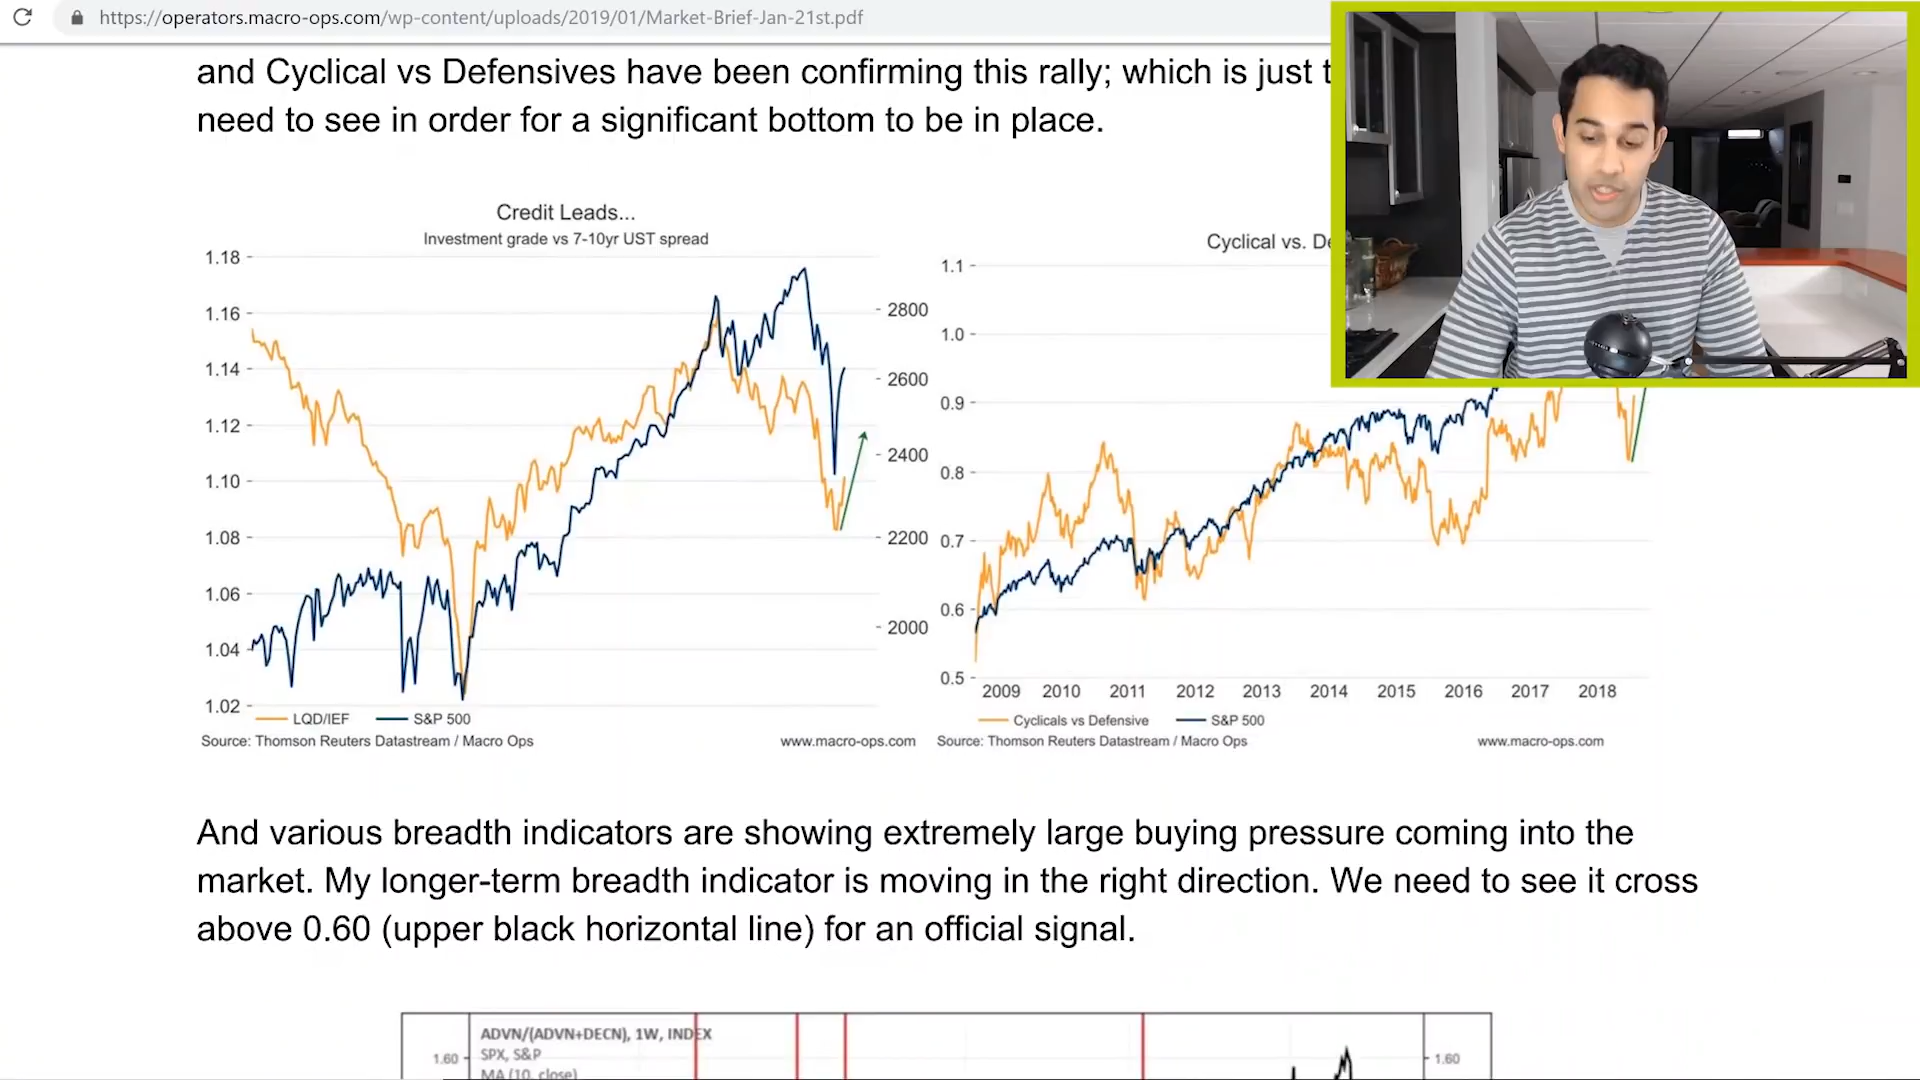 https://operators.macro-ops.com/wp-content/uploads/2019/01/Market-Brief-Jan-21st.pdf
and Cyclical vs Defensives have been confirming this rally; which is just
need to see in order for a significant bottom to be in place.
Credit Leads...
Investment grade vs 7-10yr UST spread
1.18
1.16
1.14
1.12
1.10
1.08
1.06
1.04
1.02
2800
2600
2400
2200
2000
LQD/IEF S&P 500
Source: Thomson Reuters Datastream / Macro Ops www.macro-ops.com
Cyclical vs.
1.1
1.0
0.9
0.8
0.7
0.6
0.5
2009 2010 2011 2012 2013 2014 2015 2016 2017 2018
Cyclicals vs Defensive S&P 500
Source: Thomson Reuters Datastream / Macro Ops www.macro-ops.com
And various breadth indicators are showing extremely large buying pressure coming into the
market. My longer-term breadth indicator is moving in the right direction. We need to see it cross
above 0.60 (upper black horizontal line) for an official signal.
ADVN/(ADVN+DECN), 1W, INDEX
1.60 SPX, S&P 1.60
MA (10, close)